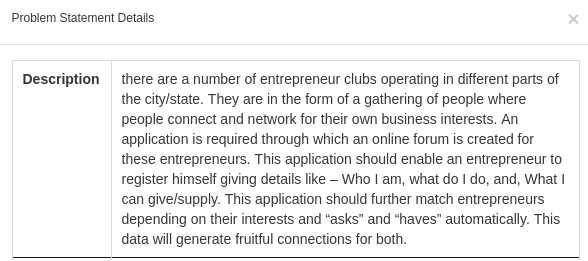 Problem Statement Details ×
Description there are a number of entrepreneur clubs operating in different parts of
the city/state. They are in the form of a gathering of people where
people connect and network for their own business interests. An
application is required through which an online forum is created for
these entrepreneurs. This application should enable an entrepreneur to
register himself giving details like – Who I am, what do I do, and, What I
can give/supply. This application should further match entrepreneurs
depending on their interests and “asks” and “haves” automatically. This
data will generate fruitful connections for both.